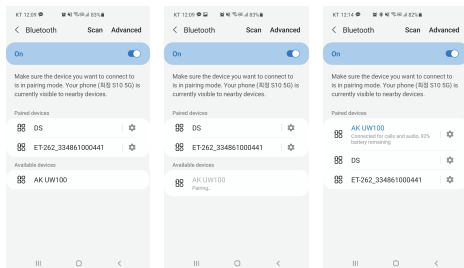 KT 12:09 83%
Bluetooth Scan Advanced
On
Make sure the device you want to connect to
is in pairing mode. Your phone (최정 S10 5G) is
currently visible to nearby devices.
Paired devices
DS
ET-262_334861000441
Available devices
AK UW100
KT 12:09 83%
Bluetooth Scan Advanced
On
Make sure the device you want to connect to
is in pairing mode. Your phone (최정 S10 5G) is
currently visible to nearby devices.
Paired devices
DS
ET-262_334861000441
Available devices
AK UW100
Pairing...
KT 12:14 82%
Bluetooth Scan Advanced
On
Make sure the device you want to connect to
is in pairing mode. Your phone (최정 S10 5G) is
currently visible to nearby devices.
Paired devices
AK UW100
Connected for calls and audio, 92%
battery remaining.
DS
ET-262_334861000441